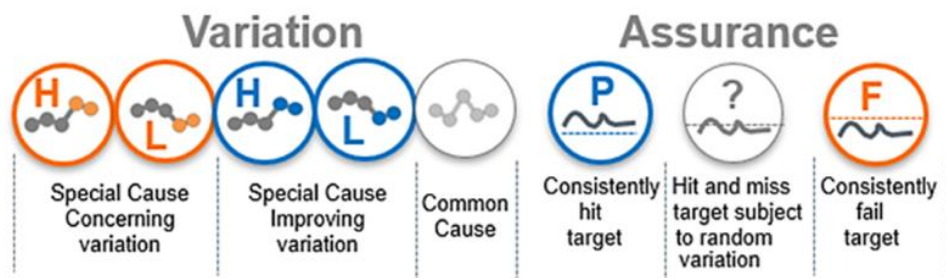 Variation
Assurance
H
L
H
L
P
?
F
Special Cause
Concerning
variation
Special Cause
Improving
variation
Common
Cause
Consistently
hit
target
Hit and miss
target subject
to random
variation
Consistently
fail
target